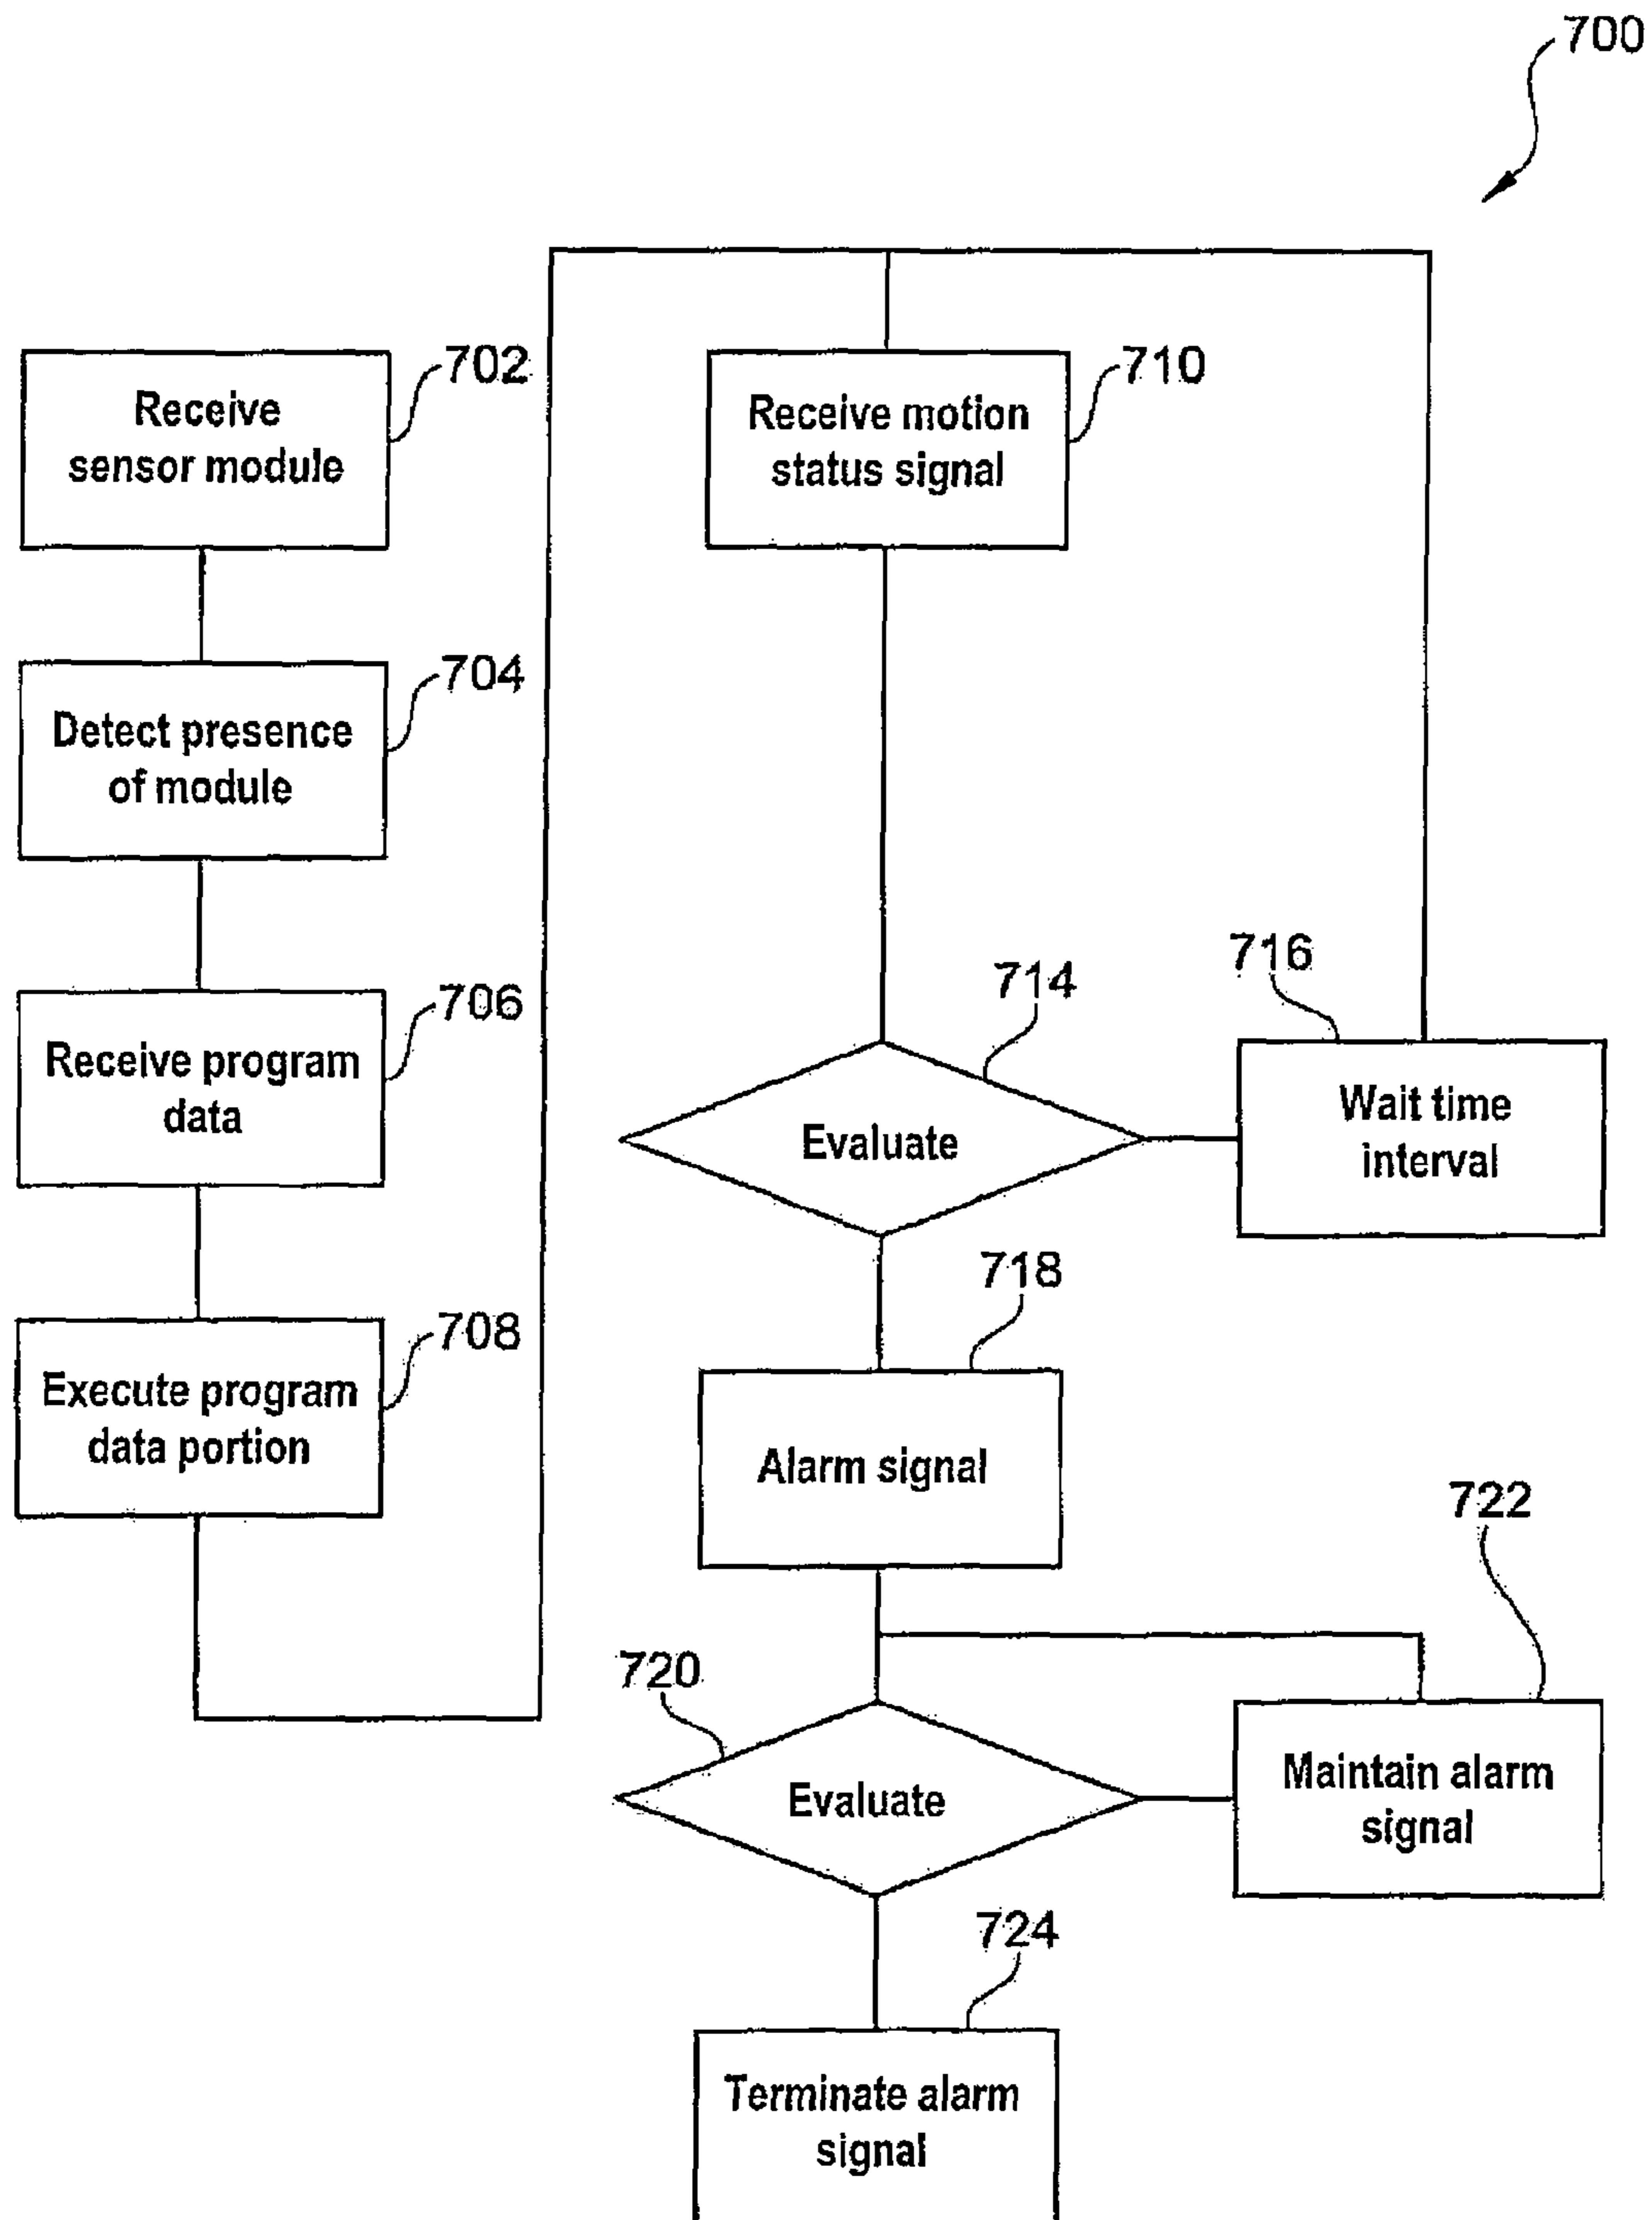 700
702
Receive
sensor module
704
Detect presence
of module
706
Receive program
data
708
Execute program
data portion
710
Receive motion
status signal
714
Evaluate
716
Wait time
interval
718
Alarm signal
720
Evaluate
722
Maintain alarm
signal
724
Terminate alarm
signal